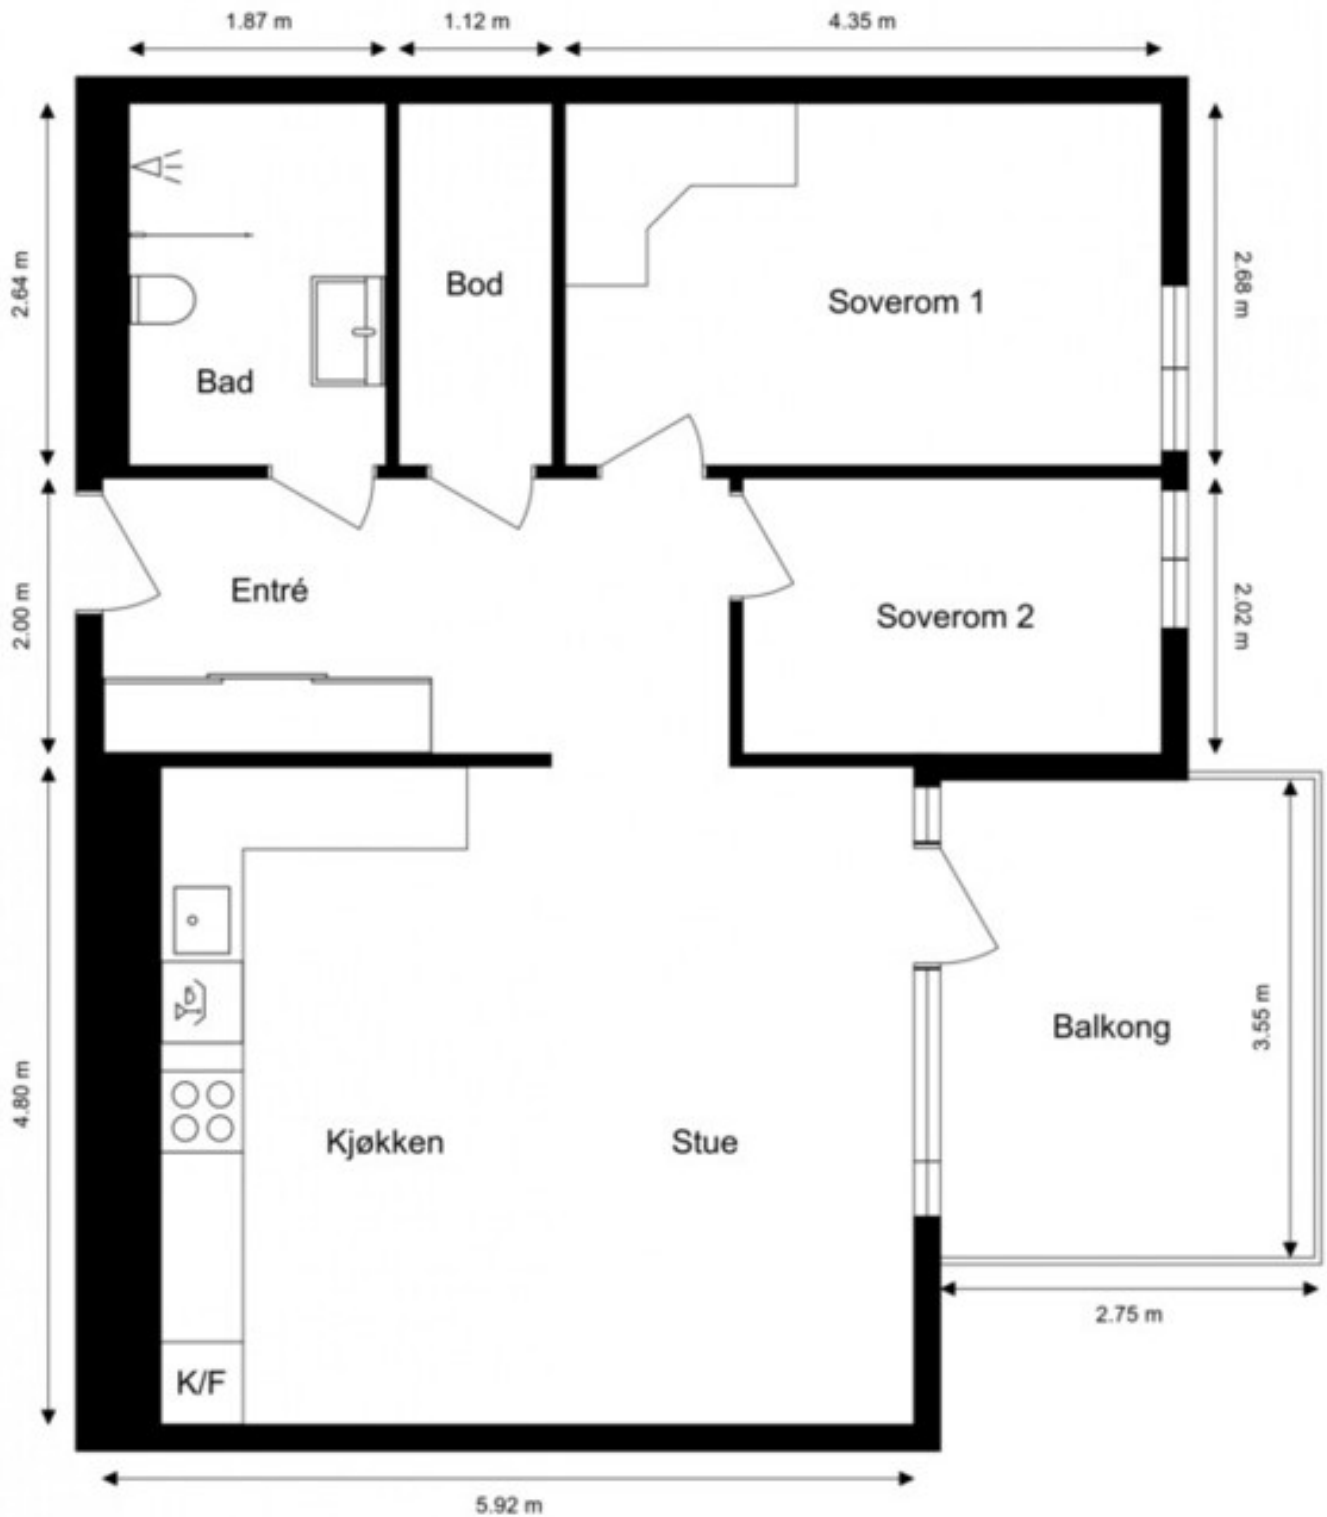 1.87 m
1.12 m
4.35 m
2.64 m
Bod
Soverom 1
2.68 m
Bad
2.00 m
Entré
Soverom 2
2.02 m
4.80 m
Balkong
3.55 m
Kjøkken
Stue
2.75 m
K/F
5.92 m